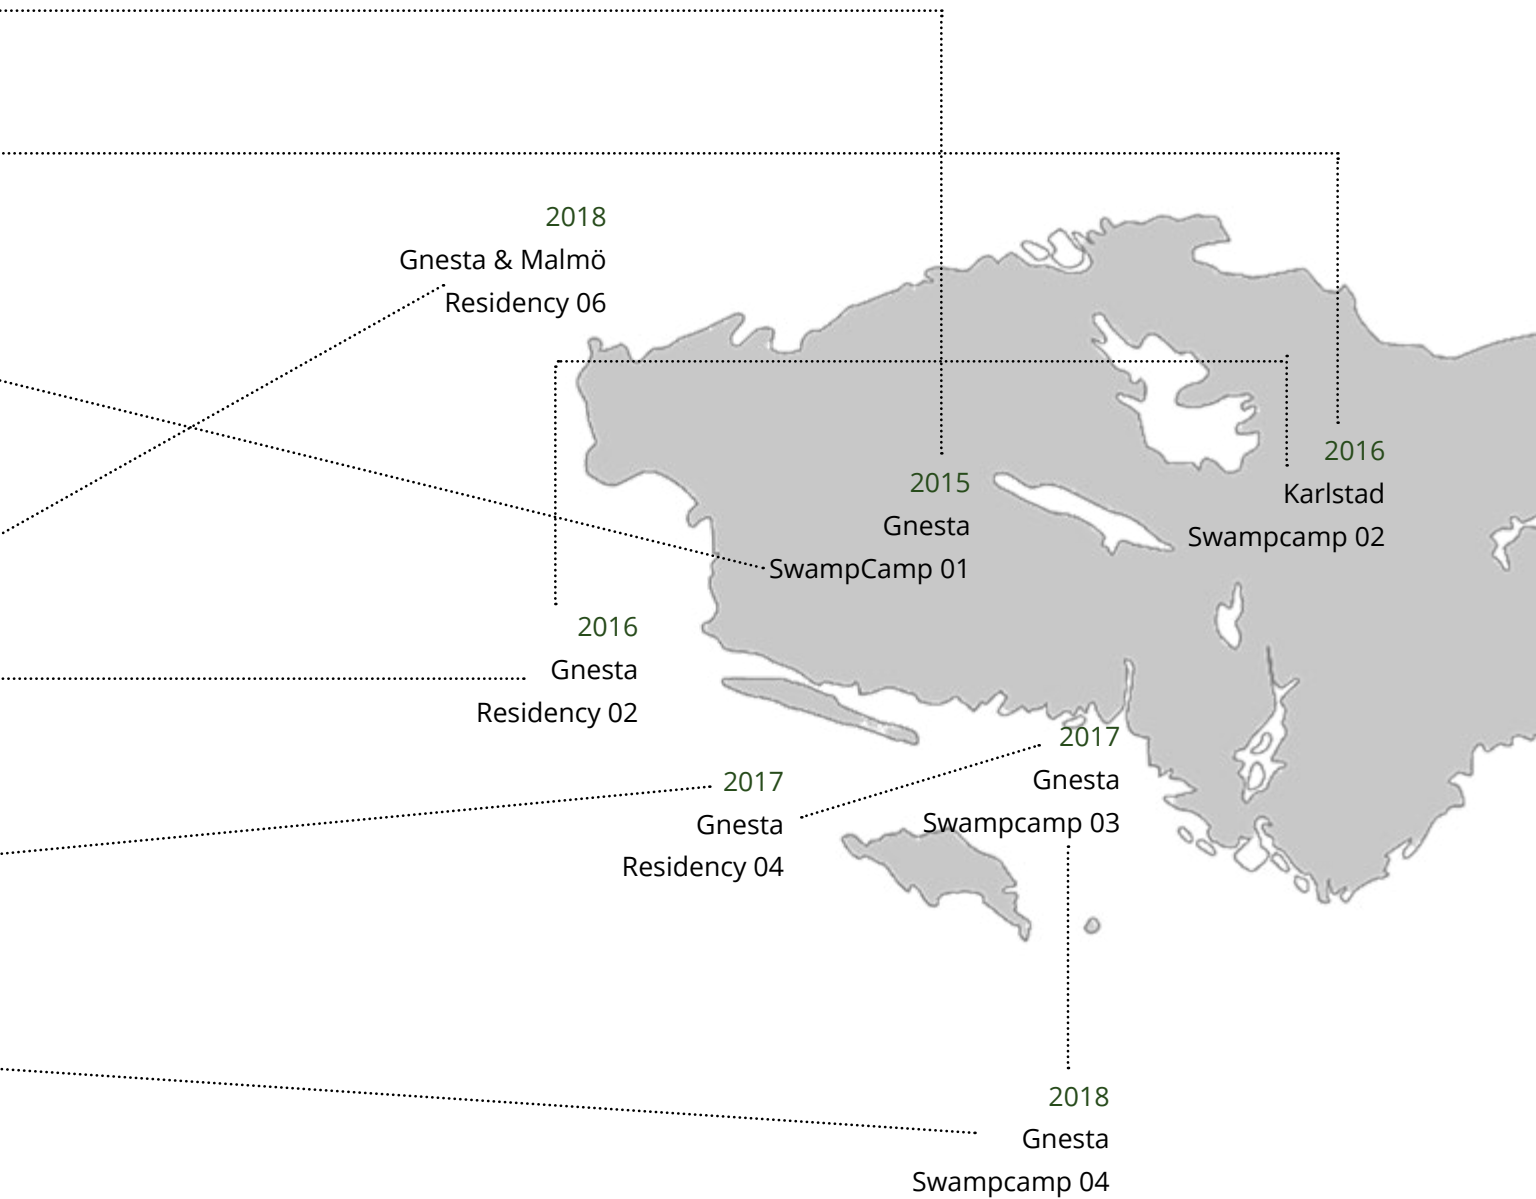 2018
Gnesta & Malmö
Residency 06
2016
Karlstad
Swampcamp 02
2015
Gnesta
SwampCamp 01
2016
Gnesta
Residency 02
2017
Gnesta
Swampcamp 03
2017
Gnesta
Residency 04
2018
Gnesta
Swampcamp 04